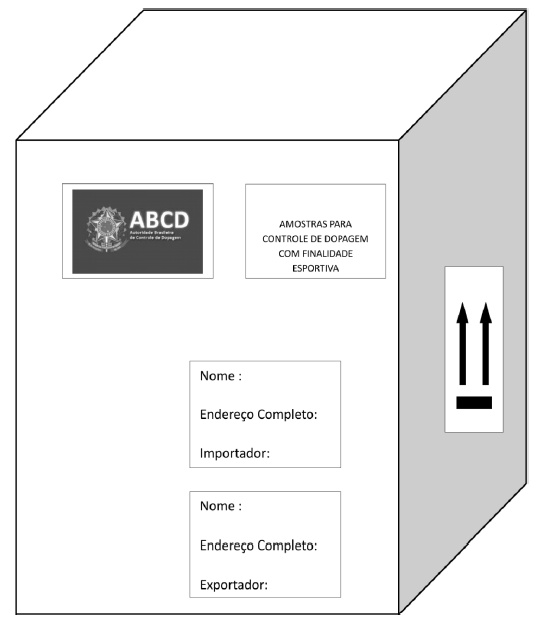 ABCD
Autoridade Brasileira
de Controle de Dopagem
AMOSTRAS PARA
CONTROLE DE DOPAGEM
COM FINALIDADE
ESPORTIVA
Nome :
Endereço Completo:
Importador:
Nome :
Endereço Completo:
Exportador: